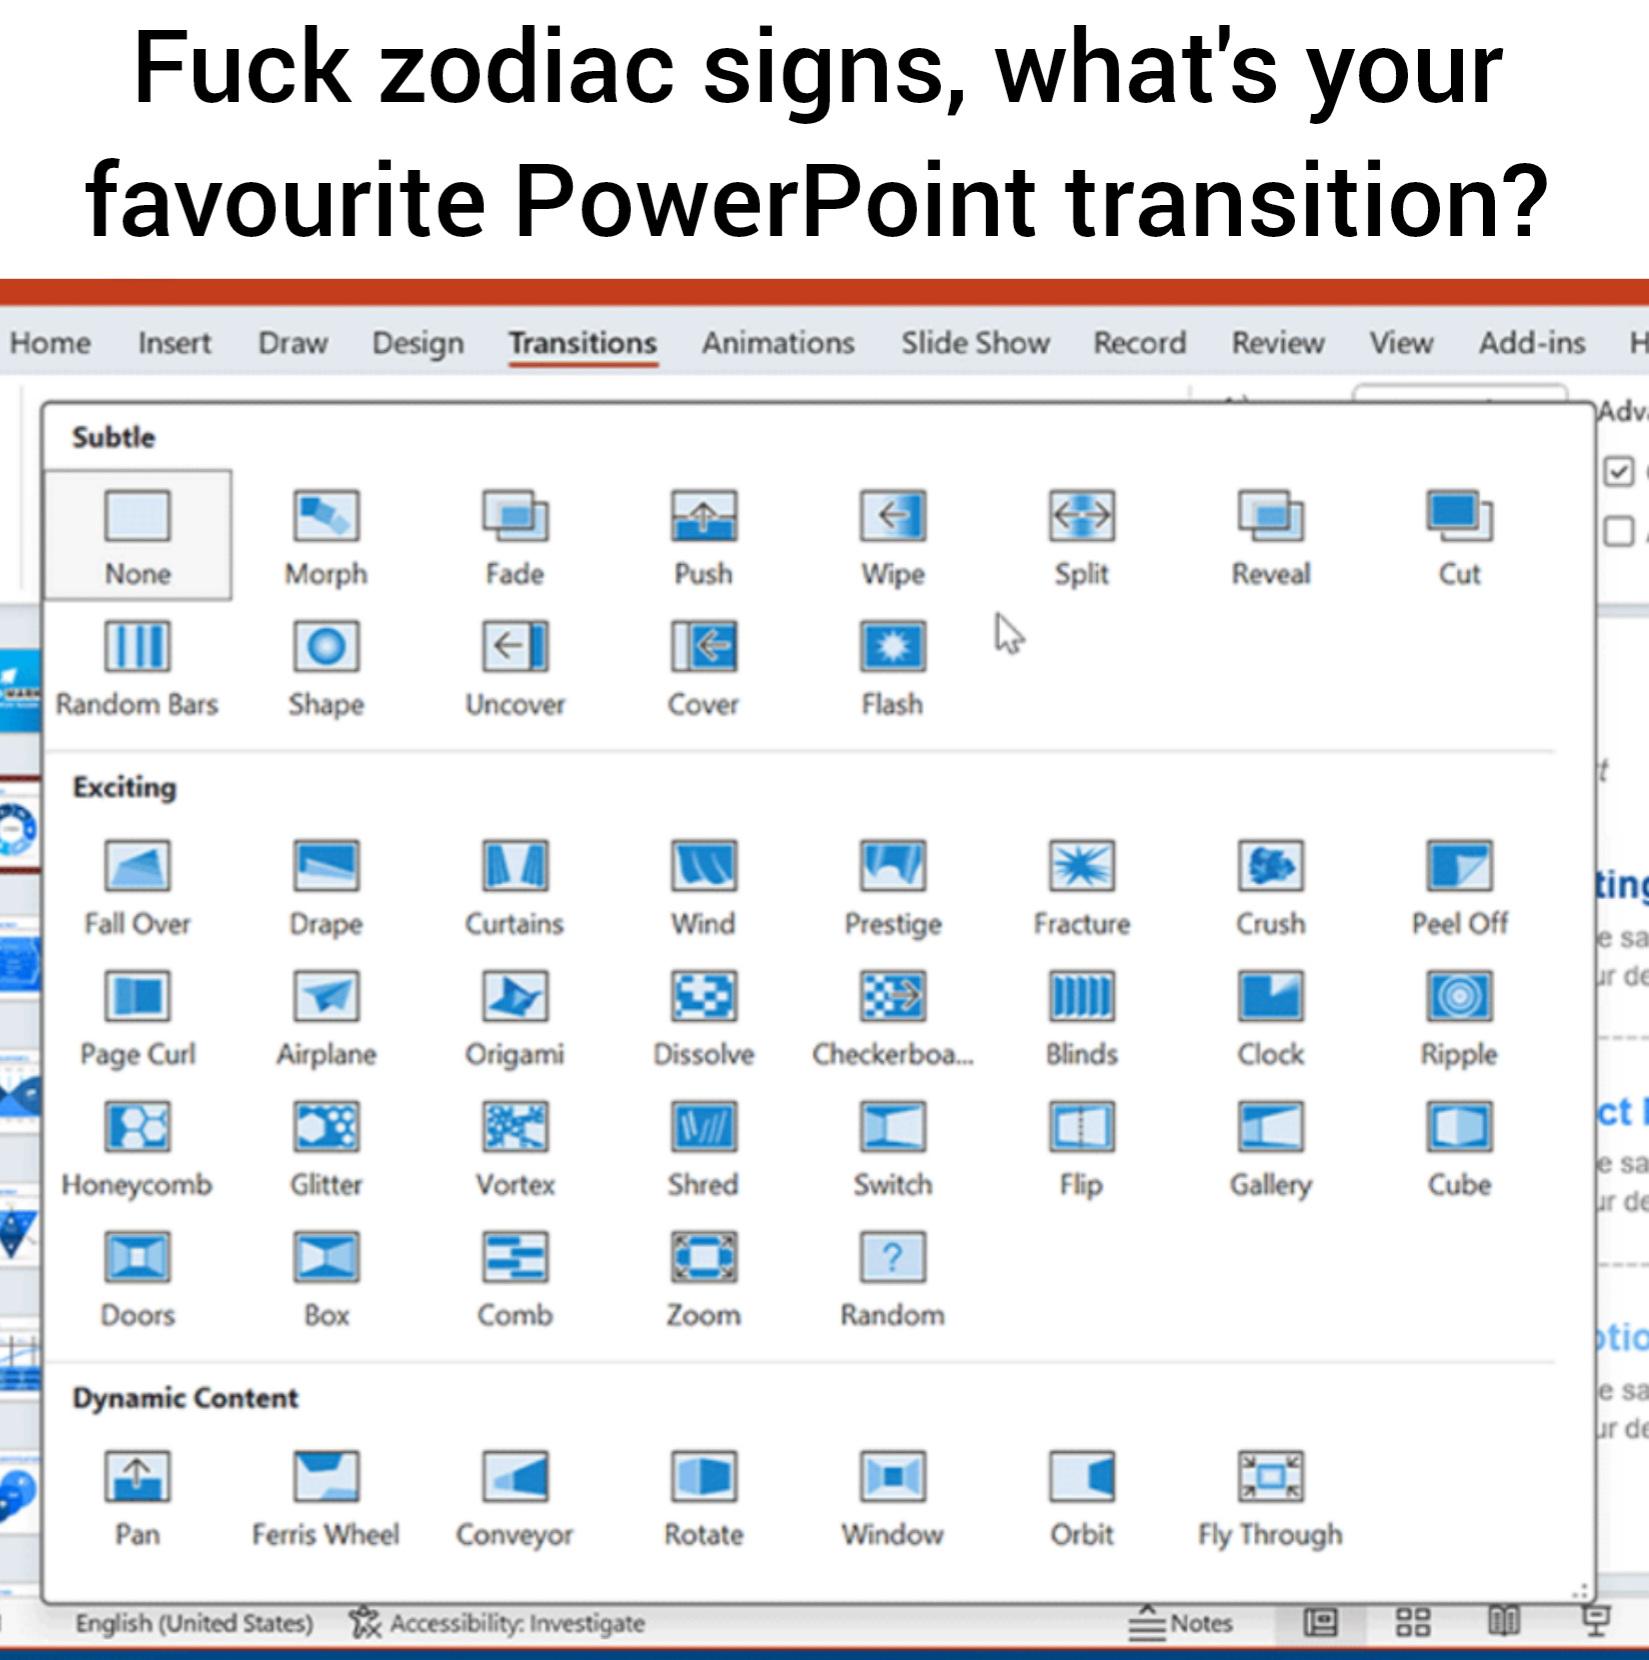 Fuck zodiac signs, what's your
favourite PowerPoint transition?
Home Insert Draw Design Transitions Animations Slide Show Record Review View Add-ins H
Subtle
None Morph Fade Push Wipe Split Reveal Cut
Random Bars Shape Uncover Cover Flash
Exciting
Fall Over Drape Curtains Wind Prestige Fracture Crush Peel Off
Page Curl Airplane Origami Dissolve Checkerboa... Blinds Clock Ripple
Honeycomb Glitter Vortex Shred Switch Flip Gallery Cube
Doors Box Comb Zoom Random
Dynamic Content
Pan Ferris Wheel Conveyor Rotate Window Orbit Fly Through
English (United States) Accessibility: Investigate Notes